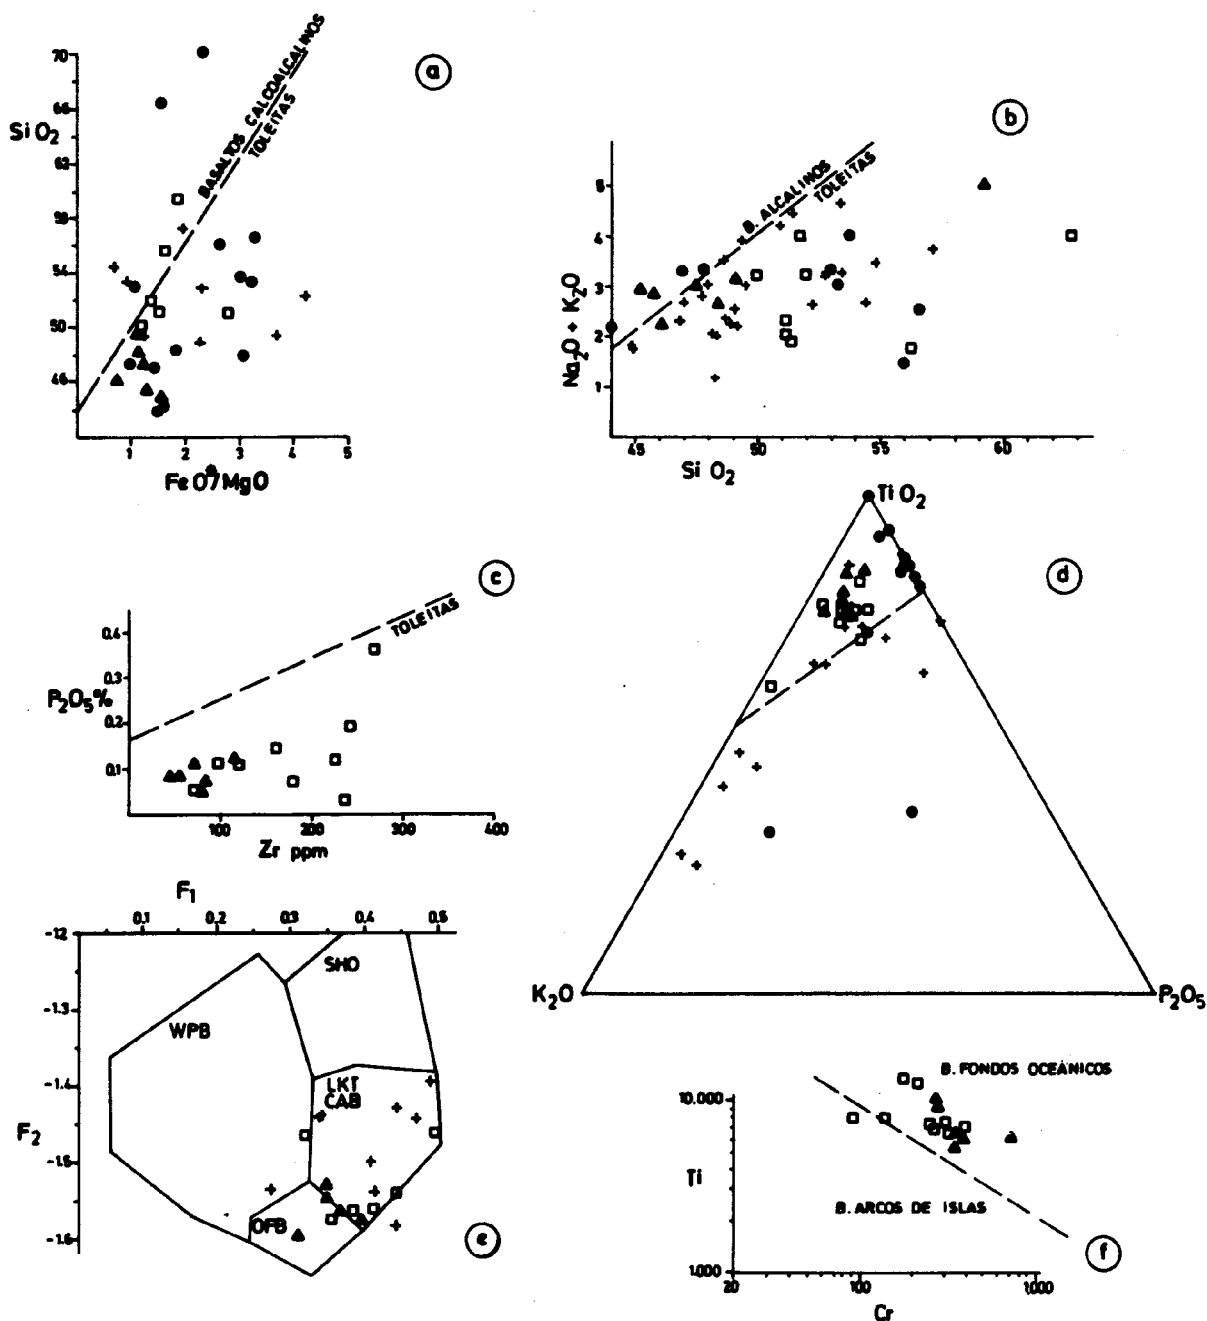 a
70
66
62
58
54
50
46
SiO₂
BASALTOS CALCOALCALINOS
TOLEITAS
1 2 3 4 5
FeO/MgO
b
5
4
3
2
1
Na₂O + K₂O
B. ALCALINOS
TOLEITAS
45 50 55 60
SiO₂
c
0.4
0.3
0.2
0.1
P₂O₅%
TOLEITAS
100 200 300 400
Zr ppm
d
TiO₂
K₂O
P₂O₅
F₁
0.1 0.2 0.3 0.4 0.5
-12
-1.3
-1.4
-1.5
-1.6
F₂
SHO
WPB
LKT
CAB
OFB
e
B. FONDOS OCEÁNICOS
10.000
Ti
B. ARCOS DE ISLAS
1.000
f
20 100 1.000
Cr